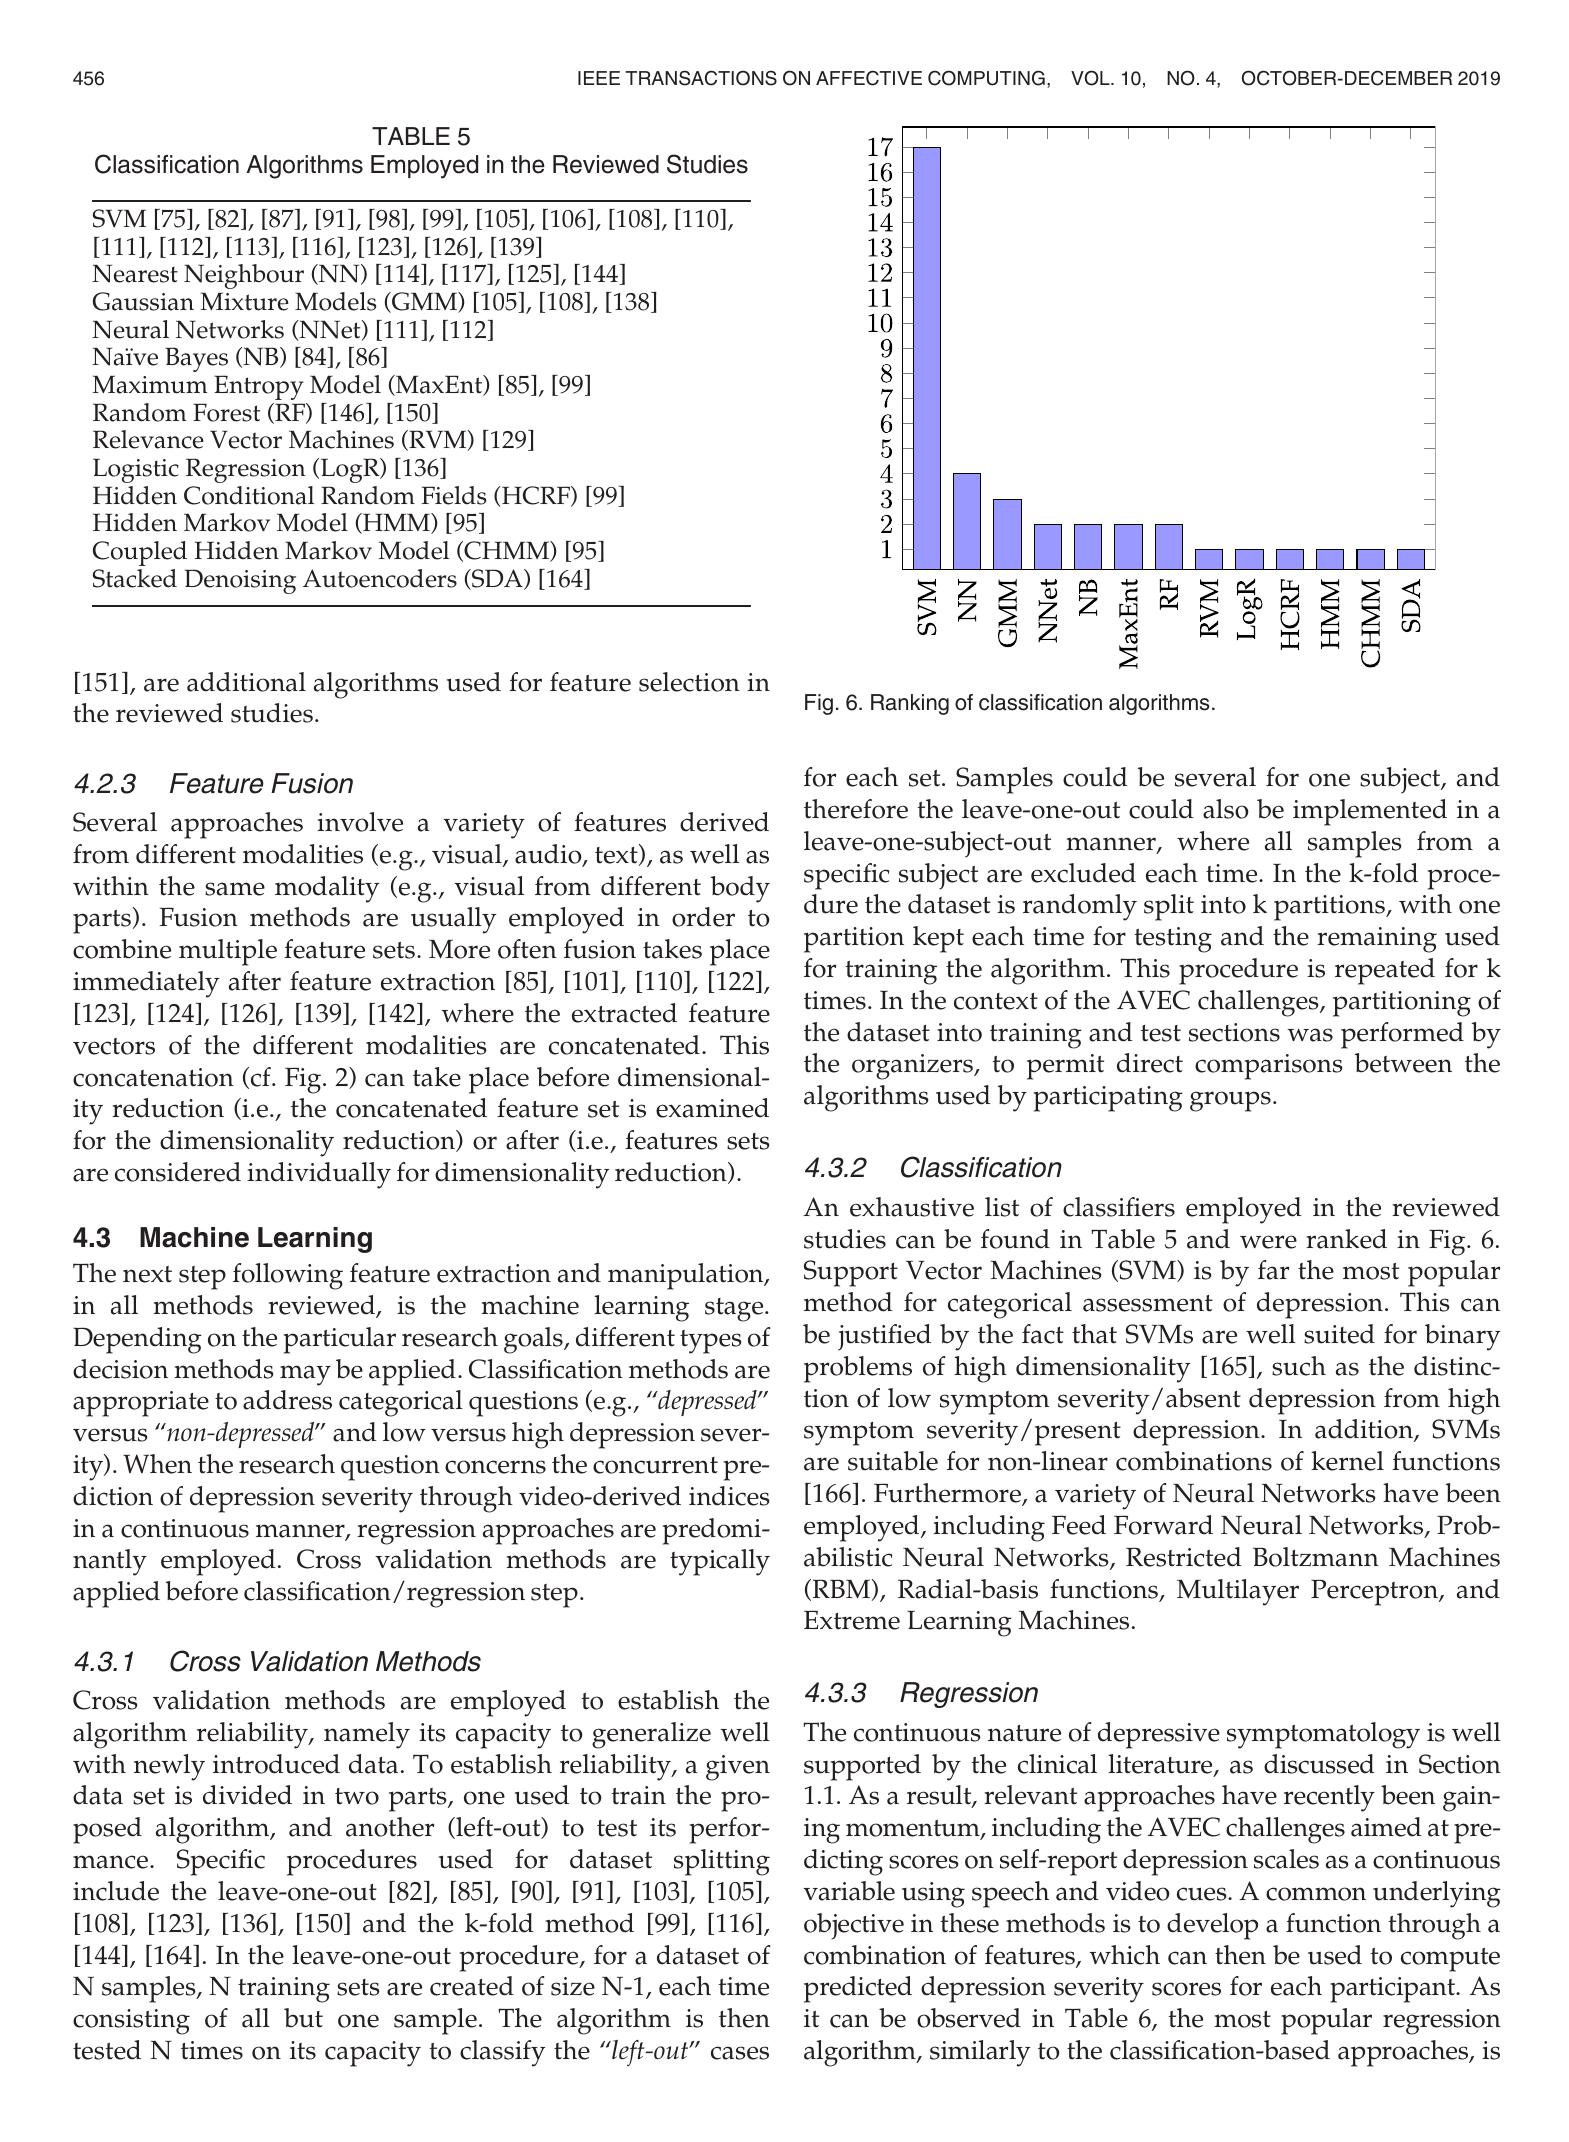 456
IEEE TRANSACTIONS ON AFFECTIVE COMPUTING, VOL. 10, NO. 4, OCTOBER-DECEMBER 2019
TABLE 5
Classification Algorithms Employed in the Reviewed Studies
SVM [75], [82], [87], [91], [98], [99], [105], [106], [108], [110],
[111], [112], [113], [116], [123], [126], [139]
Nearest Neighbour (NN) [114], [117], [125], [144]
Gaussian Mixture Models (GMM) [105], [108], [138]
Neural Networks (NNet) [111], [112]
Naïve Bayes (NB) [84], [86]
Maximum Entropy Model (MaxEnt) [85], [99]
Random Forest (RF) [146], [150]
Relevance Vector Machines (RVM) [129]
Logistic Regression (LogR) [136]
Hidden Conditional Random Fields (HCRF) [99]
Hidden Markov Model (HMM) [95]
Coupled Hidden Markov Model (CHMM) [95]
Stacked Denoising Autoencoders (SDA) [164]
[151], are additional algorithms used for feature selection in
the reviewed studies.
4.2.3 Feature Fusion
Several approaches involve a variety of features derived
from different modalities (e.g., visual, audio, text), as well as
within the same modality (e.g., visual from different body
parts). Fusion methods are usually employed in order to
combine multiple feature sets. More often fusion takes place
immediately after feature extraction [85], [101], [110], [122],
[123], [124], [126], [139], [142], where the extracted feature
vectors of the different modalities are concatenated. This
concatenation (cf. Fig. 2) can take place before dimensional-
ity reduction (i.e., the concatenated feature set is examined
for the dimensionality reduction) or after (i.e., features sets
are considered individually for dimensionality reduction).
4.3 Machine Learning
The next step following feature extraction and manipulation,
in all methods reviewed, is the machine learning stage.
Depending on the particular research goals, different types of
decision methods may be applied. Classification methods are
appropriate to address categorical questions (e.g., “depressed”
versus “non-depressed” and low versus high depression sever-
ity). When the research question concerns the concurrent pre-
diction of depression severity through video-derived indices
in a continuous manner, regression approaches are predomi-
nantly employed. Cross validation methods are typically
applied before classification/regression step.
4.3.1 Cross Validation Methods
Cross validation methods are employed to establish the
algorithm reliability, namely its capacity to generalize well
with newly introduced data. To establish reliability, a given
data set is divided in two parts, one used to train the pro-
posed algorithm, and another (left-out) to test its perfor-
mance. Specific procedures used for dataset splitting
include the leave-one-out [82], [85], [90], [91], [103], [105],
[108], [123], [136], [150] and the k-fold method [99], [116],
[144], [164]. In the leave-one-out procedure, for a dataset of
N samples, N training sets are created of size N-1, each time
consisting of all but one sample. The algorithm is then
tested N times on its capacity to classify the “left-out” cases
17
16
15
14
13
12
11
10
9
8
7
6
5
4
3
2
1
SVM
NN
GMM
NNet
NB
MaxEnt
RF
RVM
LogR
HCRF
HMM
CHMM
SDA
Fig. 6. Ranking of classification algorithms.
for each set. Samples could be several for one subject, and
therefore the leave-one-out could also be implemented in a
leave-one-subject-out manner, where all samples from a
specific subject are excluded each time. In the k-fold proce-
dure the dataset is randomly split into k partitions, with one
partition kept each time for testing and the remaining used
for training the algorithm. This procedure is repeated for k
times. In the context of the AVEC challenges, partitioning of
the dataset into training and test sections was performed by
the organizers, to permit direct comparisons between the
algorithms used by participating groups.
4.3.2 Classification
An exhaustive list of classifiers employed in the reviewed
studies can be found in Table 5 and were ranked in Fig. 6.
Support Vector Machines (SVM) is by far the most popular
method for categorical assessment of depression. This can
be justified by the fact that SVMs are well suited for binary
problems of high dimensionality [165], such as the distinc-
tion of low symptom severity/absent depression from high
symptom severity/present depression. In addition, SVMs
are suitable for non-linear combinations of kernel functions
[166]. Furthermore, a variety of Neural Networks have been
employed, including Feed Forward Neural Networks, Prob-
abilistic Neural Networks, Restricted Boltzmann Machines
(RBM), Radial-basis functions, Multilayer Perceptron, and
Extreme Learning Machines.
4.3.3 Regression
The continuous nature of depressive symptomatology is well
supported by the clinical literature, as discussed in Section
1.1. As a result, relevant approaches have recently been gain-
ing momentum, including the AVEC challenges aimed at pre-
dicting scores on self-report depression scales as a continuous
variable using speech and video cues. A common underlying
objective in these methods is to develop a function through a
combination of features, which can then be used to compute
predicted depression severity scores for each participant. As
it can be observed in Table 6, the most popular regression
algorithm, similarly to the classification-based approaches, is